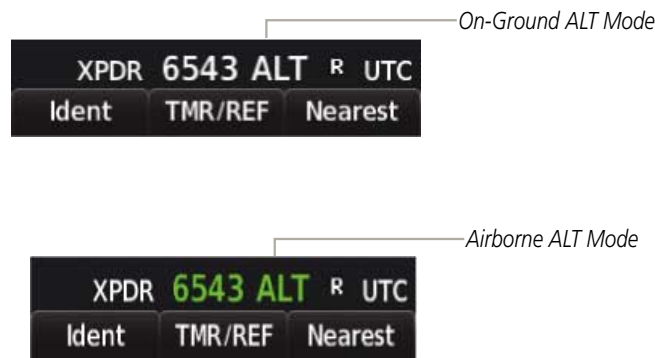 On-Ground ALT Mode
XPDR 6543 ALT R UTC
Ident TMR/REF Nearest
Airborne ALT Mode
XPDR 6543 ALT R UTC
Ident TMR/REF Nearest